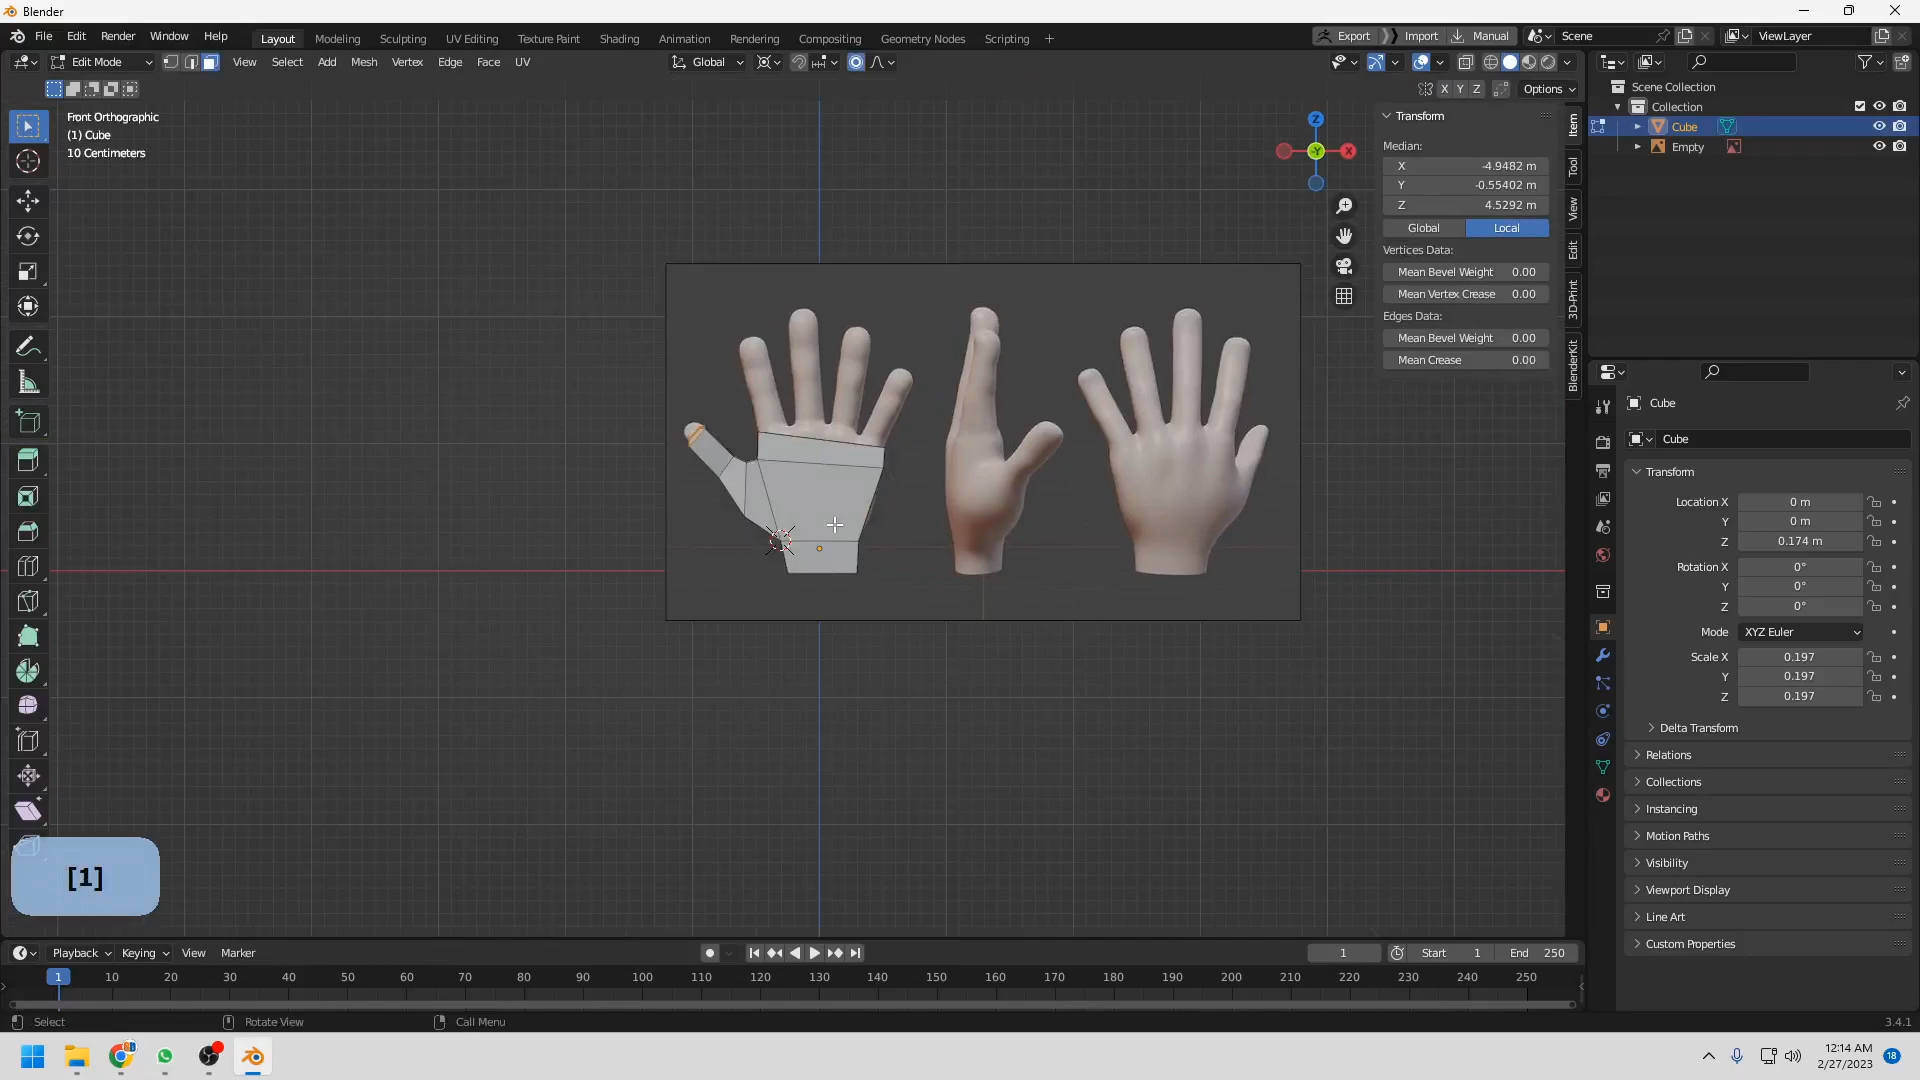 Blender
File Edit Render Window Help Layout Modeling Sculpting UV Editing Texture Paint Shading Animation Rendering Compositing Geometry Nodes Scripting + Export Import Manual Scene ViewLayer
Edit Mode View Select Add Mesh Vertex Edge Face UV Global
X Y Z Options
Scene Collection
Collection
Cube
Empty
Front Orthographic
(1) Cube
10 Centimeters
Z
-Y X
Transform
Median:
X -4.9482 m
Y -0.55402 m
Z 4.5292 m
Global Local
Vertices Data:
Mean Bevel Weight 0.00
Mean Vertex Crease 0.00
Edges Data:
Mean Bevel Weight 0.00
Mean Crease 0.00
Item
Tool
View
Edit
3D-Print
BlenderKit
Cube
Cube
Transform
Location X 0 m
Y 0 m
Z 0.174 m
Rotation X 0°
Y 0°
Z 0°
Mode XYZ Euler
Scale X 0.197
Y 0.197
Z 0.197
Delta Transform
Relations
Collections
Instancing
Motion Paths
Visibility
Viewport Display
Line Art
Custom Properties
[1]
Playback Keying View Marker 1 Start 1 End 250
1 10 20 30 40 50 60 70 80 90 100 110 120 130 140 150 160 170 180 190 200 210 220 230 240 250
Select Rotate View Call Menu 3.4.1
12:14 AM
2/27/2023
18